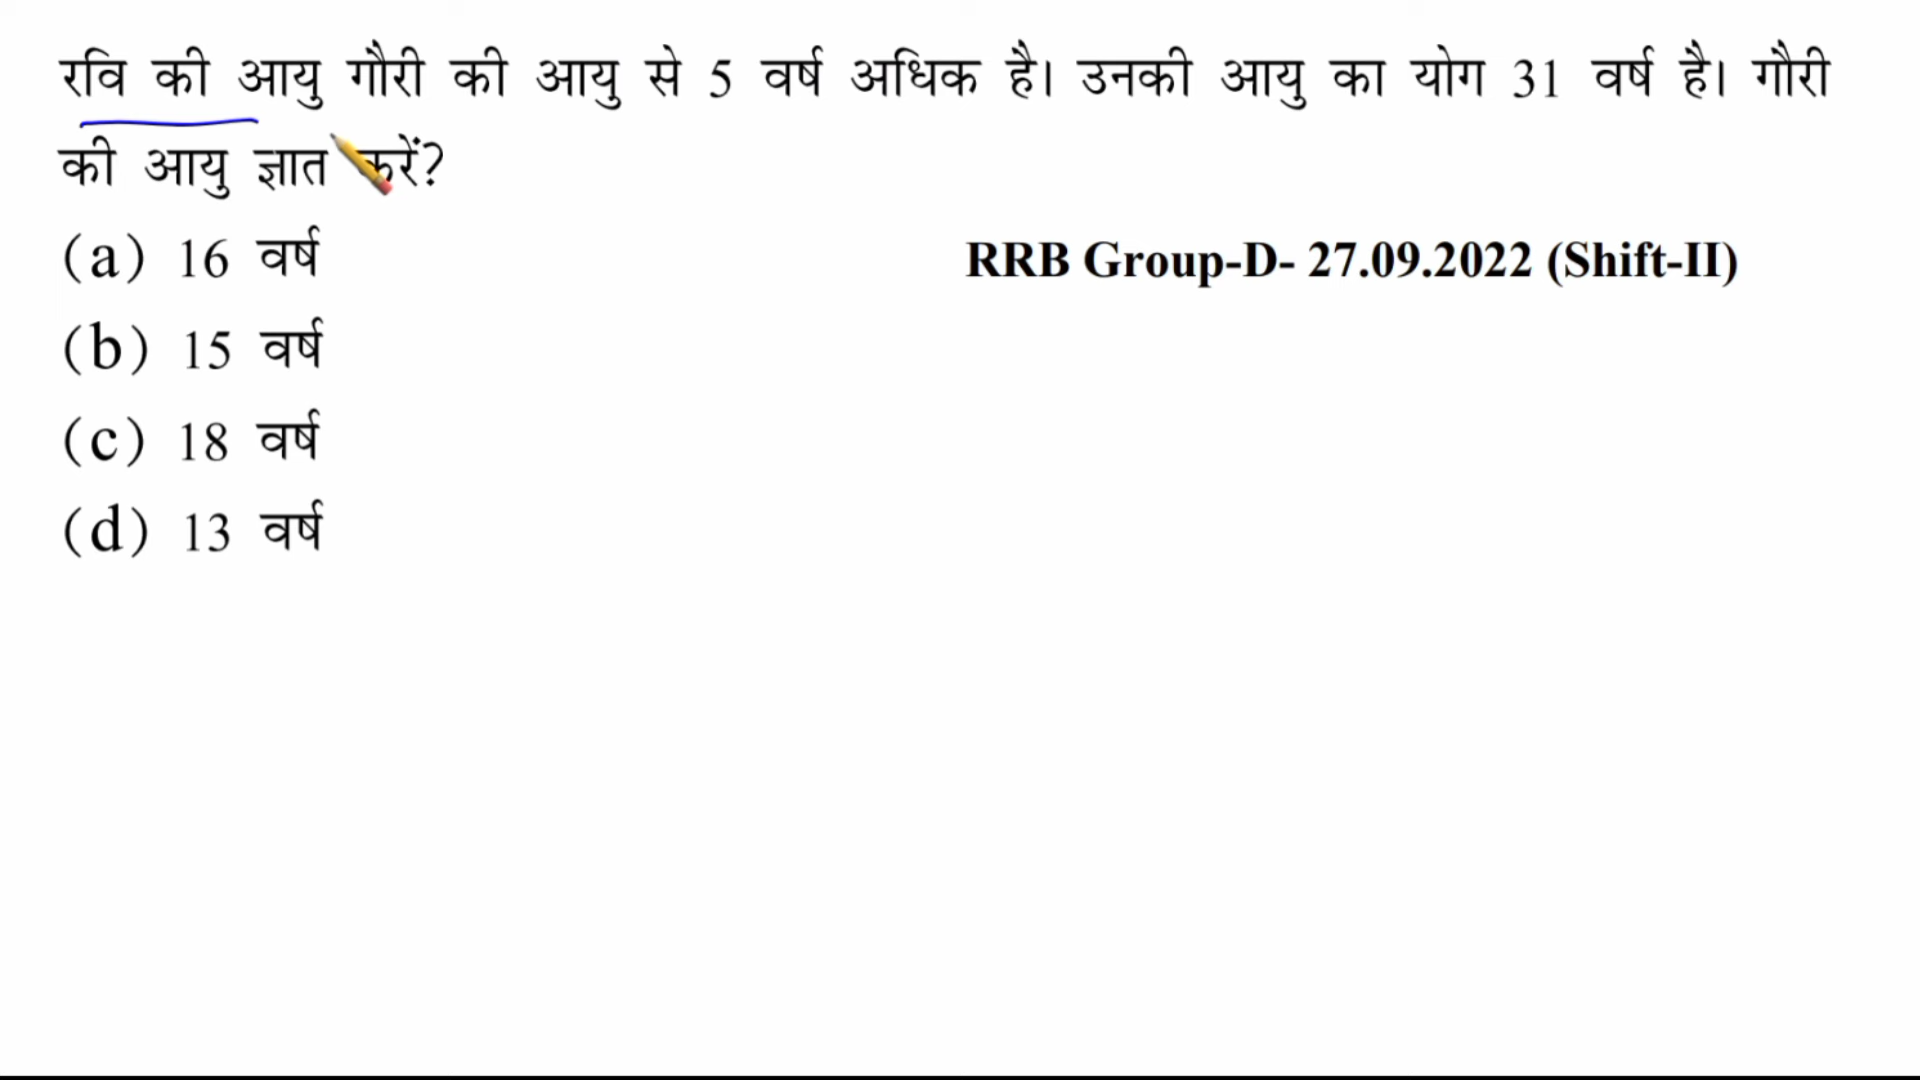 रवि की आयु गौरी की आयु से 5 वर्ष अधिक है। उनकी आयु का योग 31 वर्ष है। गौरी
की आयु ज्ञात करें?
(a) 16 वर्ष
RRB Group-D- 27.09.2022 (Shift-II)
(b) 15 वर्ष
(c) 18 वर्ष
(d) 13 वर्ष